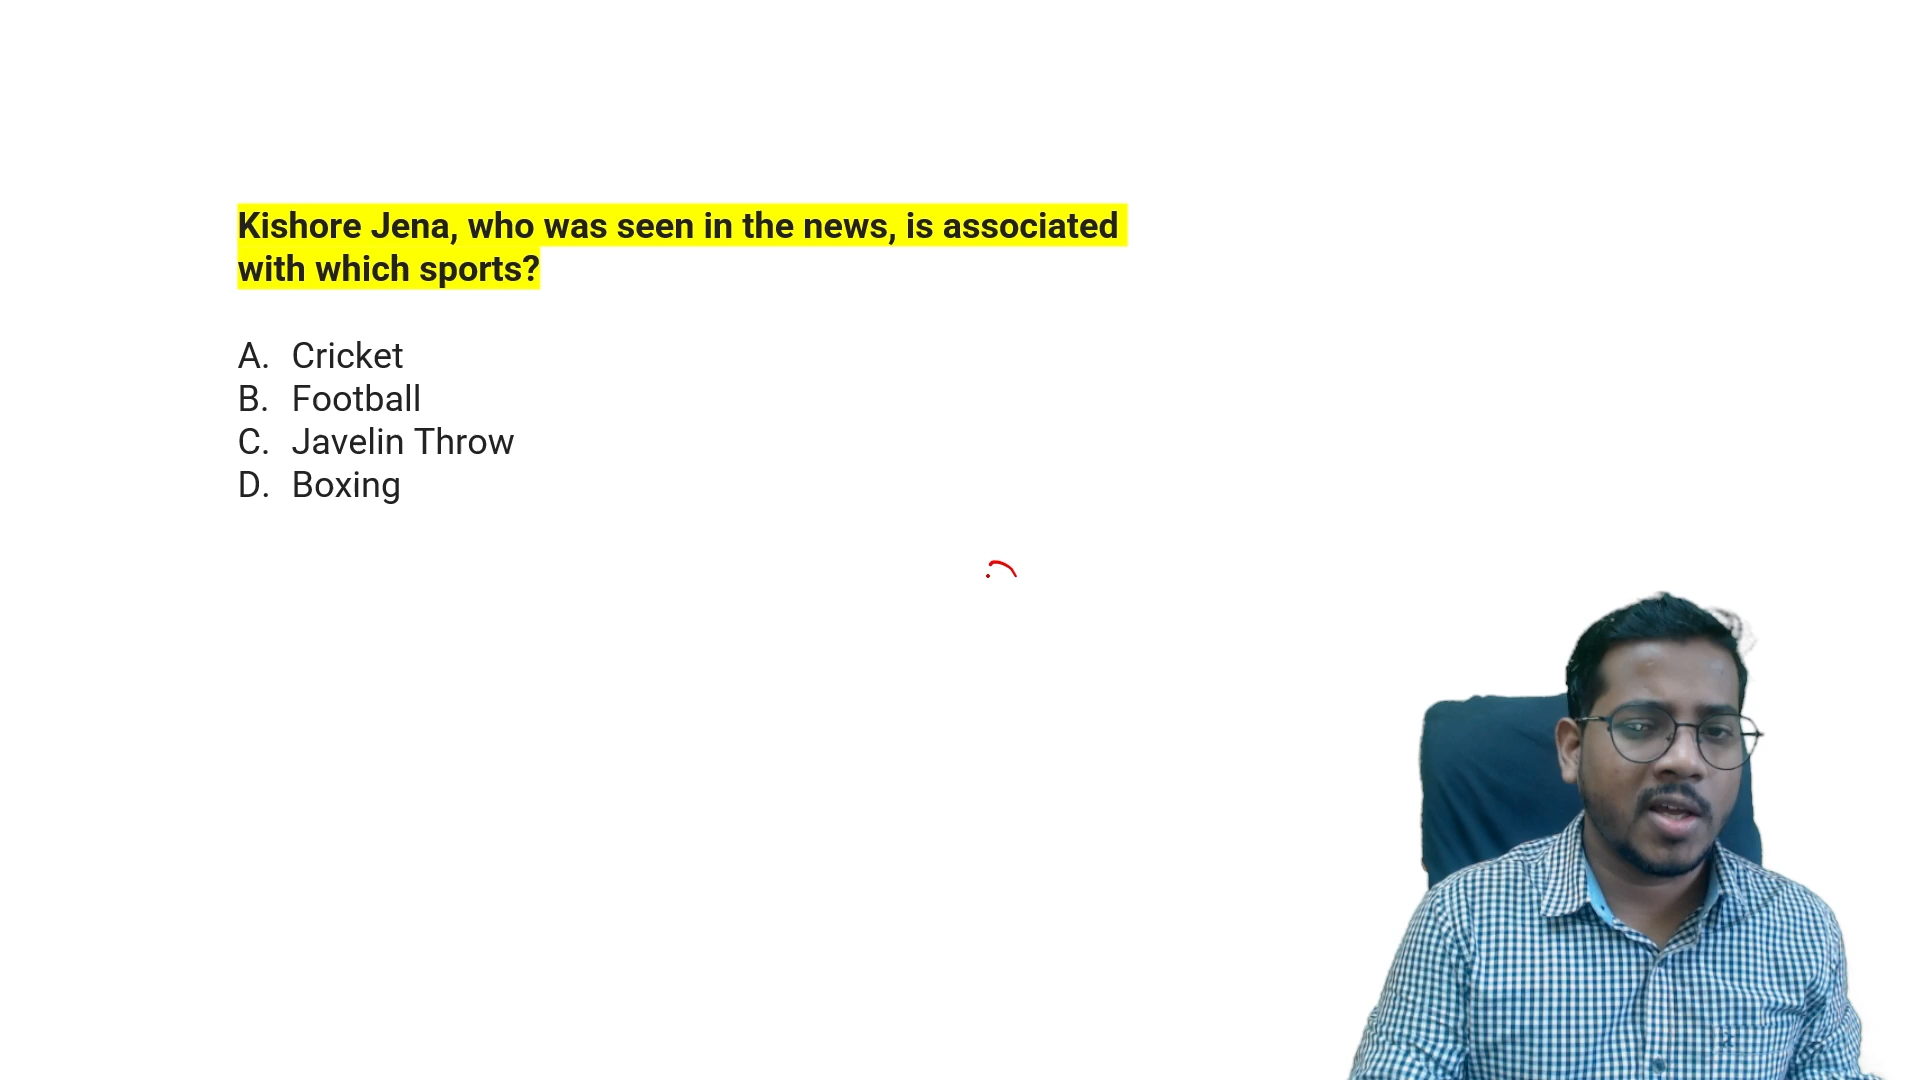 Kishore Jena, who was seen in the news, is associated
with which sports?
A. Cricket
B. Football
C. Javelin Throw
D. Boxing